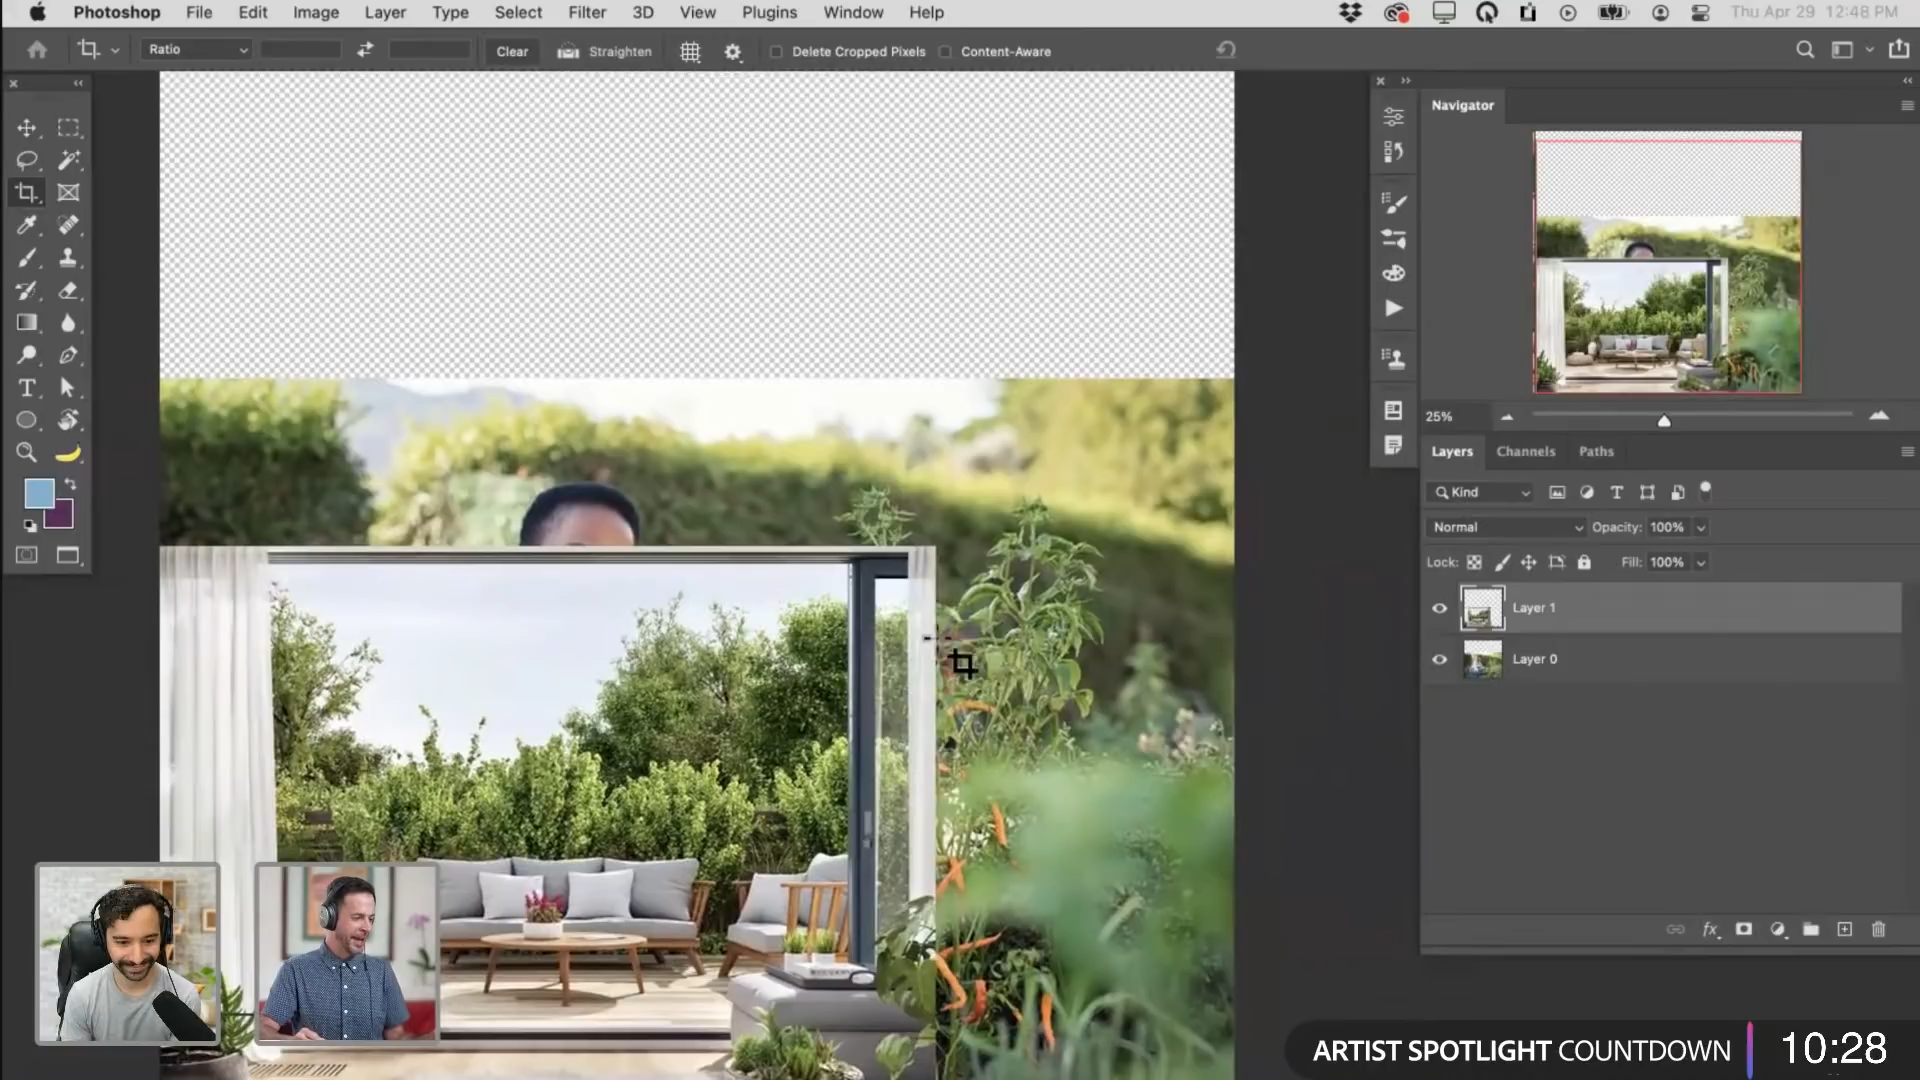 Photoshop File Edit Image Layer Type Select Filter 3D View Plugins Window Help Thu Apr 29 12:48 PM
Ratio Clear Straighten Delete Cropped Pixels Content-Aware
Navigator
25%
Layers Channels Paths
Kind
Normal Opacity: 100%
Lock: Fill: 100%
Layer 1
Layer 0
fx
ARTIST SPOTLIGHT COUNTDOWN 10:28